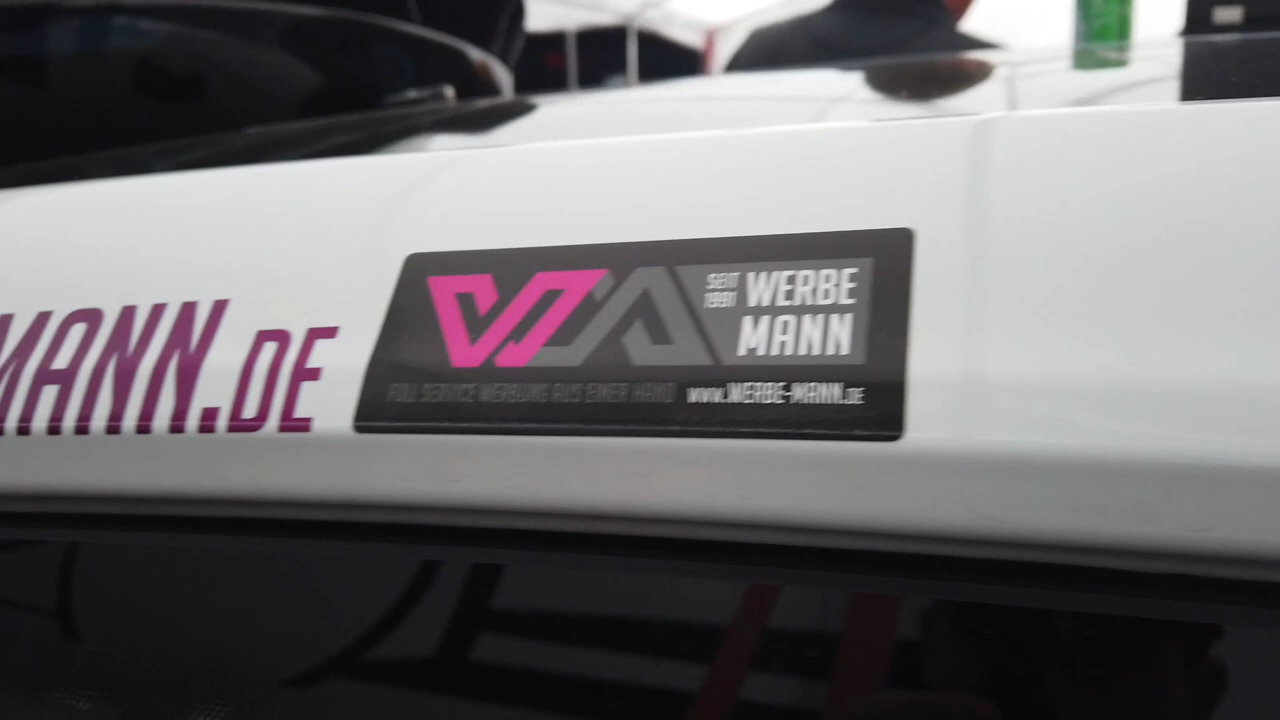 MANN.DE
SEIT
1991
WERBE
MANN
FULL SERVICE WERBUNG AUS EINER HAND
www.WERBE-MANN.DE